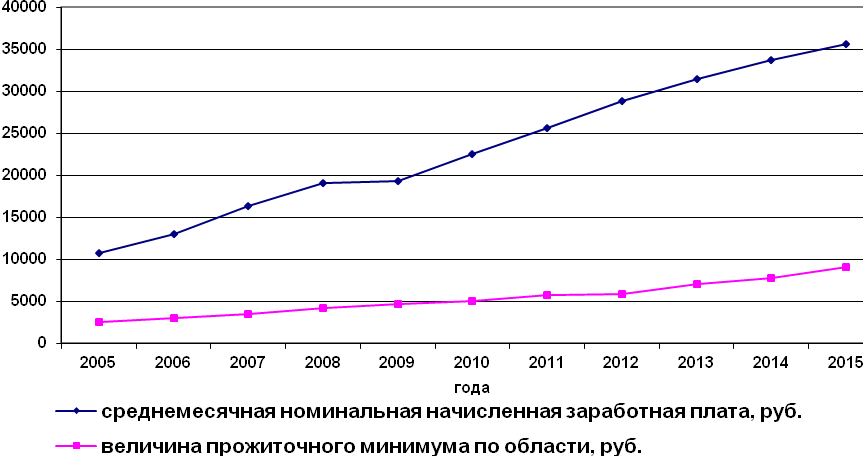 40000
35000
30000
25000
20000
15000
10000
5000
0
2005 2006 2007 2008 2009 2010 2011 2012 2013 2014 2015
года
среднемесячная номинальная начисленная заработная плата, руб.
величина прожиточного минимума по области, руб.